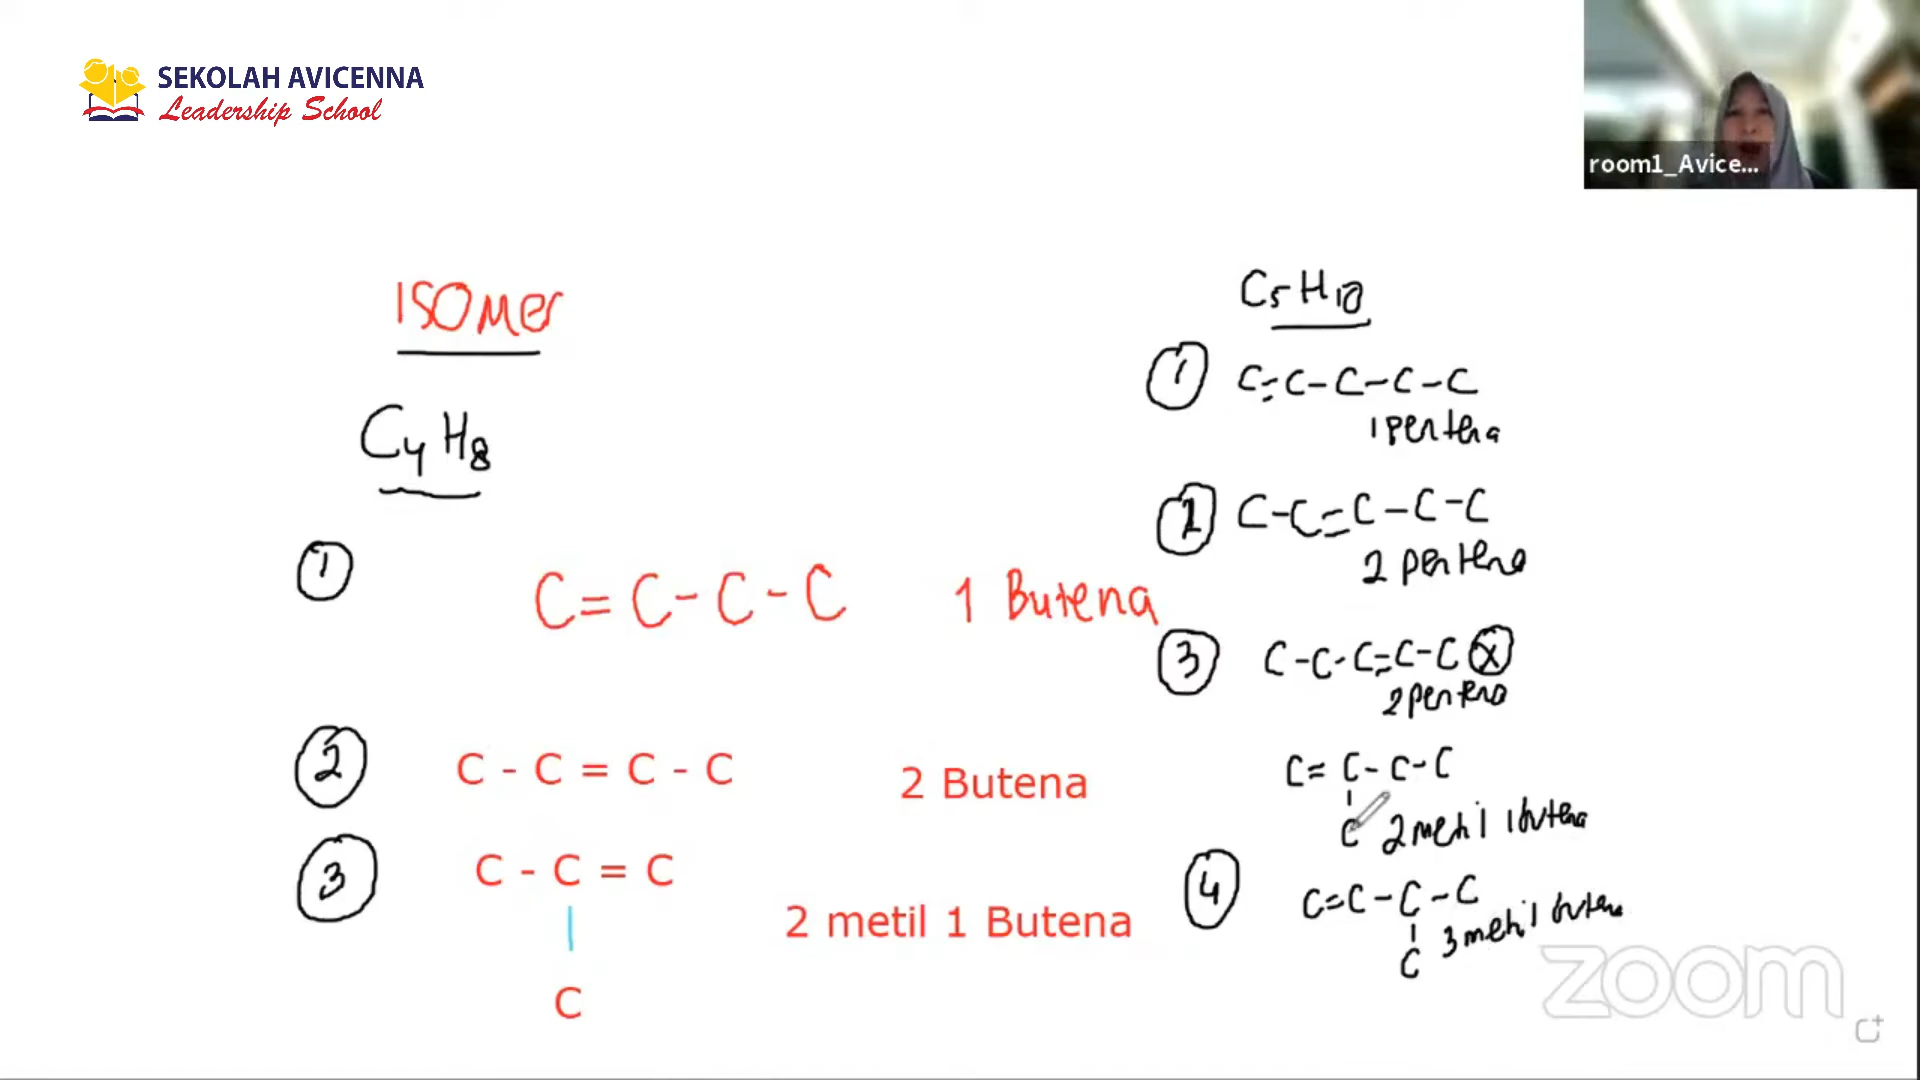 SEKOLAH AVICENNA
Leadership School
room1_Avice...
ISOMER
C4H8
1
C=C-C-C 1 Butena
2
C - C = C - C 2 Butena
3
C - C = C
|
C
2 metil 1 Butena
C5H10
1 C=C-C-C-C
1 pentena
2 C-C=C-C-C
2 pentena
3 C-C-C=C-C X
2 pentena
C=C-C-C
|
C 2 metil 1 butena
4 C=C-C-C
|
C 3 metil 1 butena
zoom